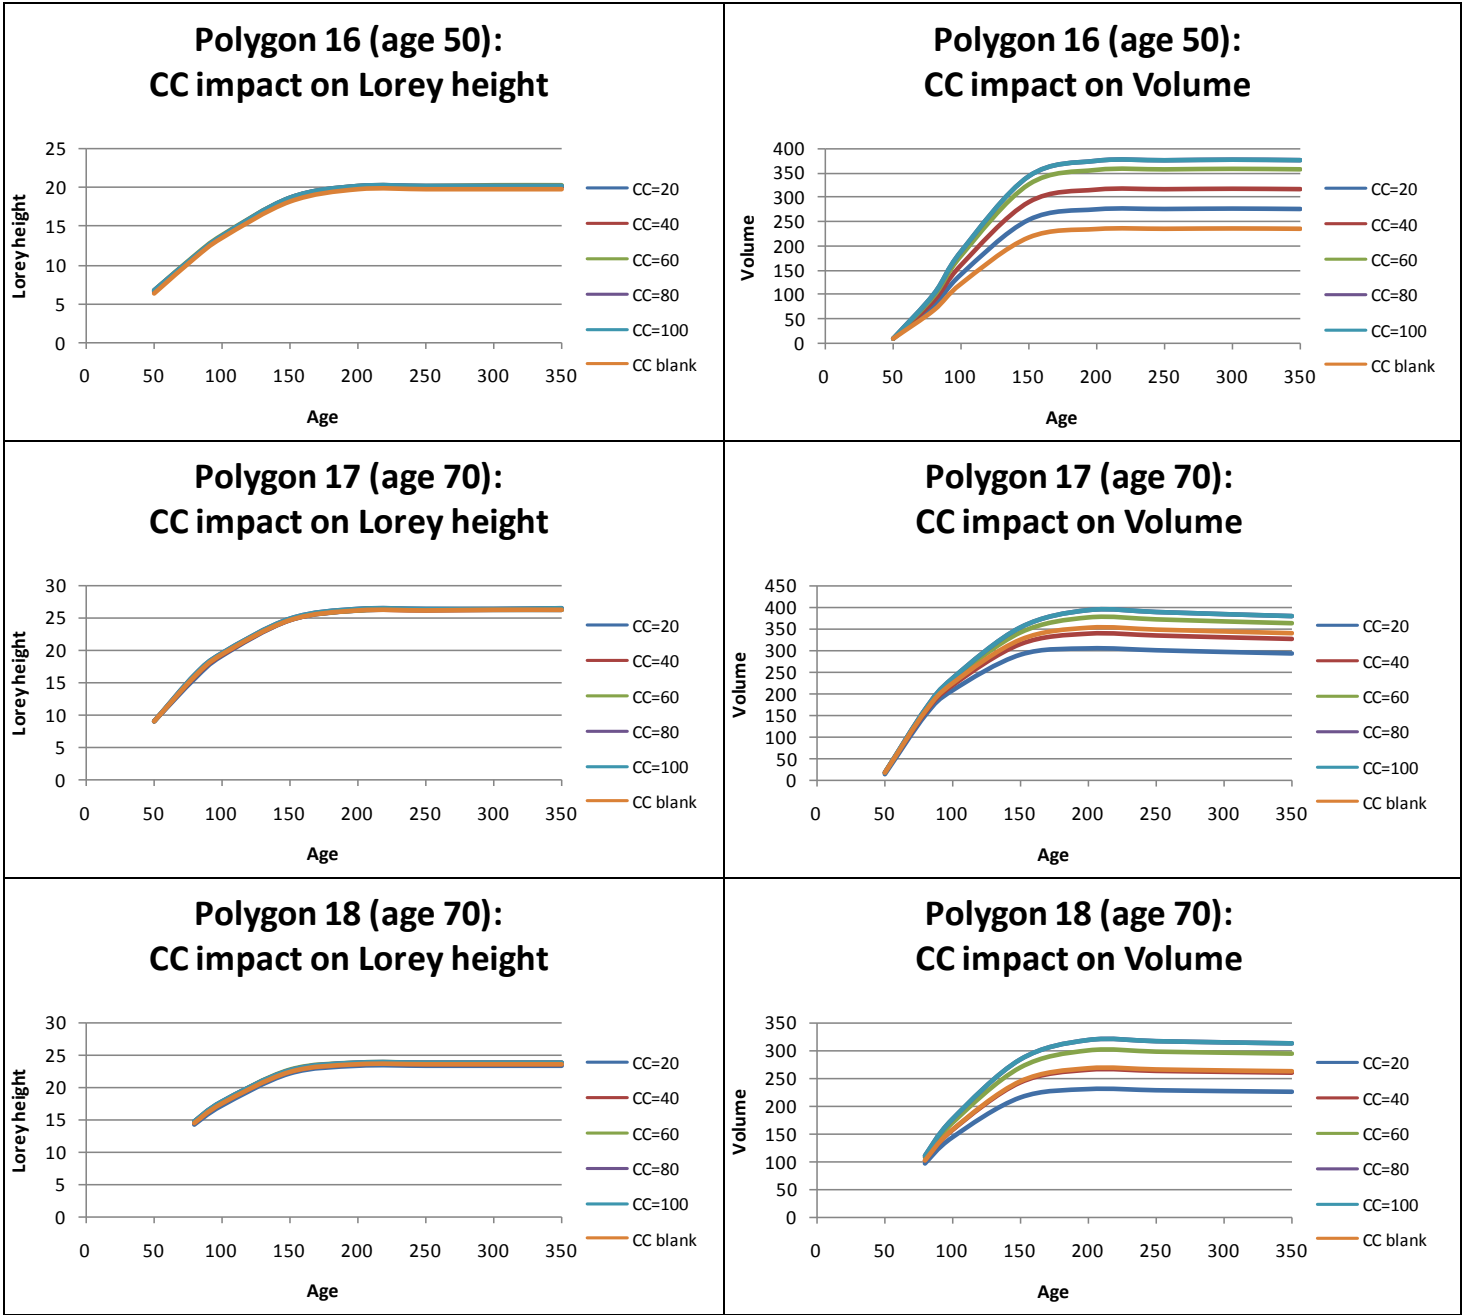 Polygon 16 (age 50):
CC impact on Lorey height
25
20
15
10
5
0
0 50 100 150 200 250 300 350
Lorey height
Age
CC=20
CC=40
CC=60
CC=80
CC=100
CC blank
Polygon 16 (age 50):
CC impact on Volume
400
350
300
250
200
150
100
50
0
0 50 100 150 200 250 300 350
Volume
Age
CC=20
CC=40
CC=60
CC=80
CC=100
CC blank
Polygon 17 (age 70):
CC impact on Lorey height
30
25
20
15
10
5
0
0 50 100 150 200 250 300 350
Lorey height
Age
CC=20
CC=40
CC=60
CC=80
CC=100
CC blank
Polygon 17 (age 70):
CC impact on Volume
450
400
350
300
250
200
150
100
50
0
0 50 100 150 200 250 300 350
Volume
Age
CC=20
CC=40
CC=60
CC=80
CC=100
CC blank
Polygon 18 (age 70):
CC impact on Lorey height
30
25
20
15
10
5
0
0 50 100 150 200 250 300 350
Lorey height
Age
CC=20
CC=40
CC=60
CC=80
CC=100
CC blank
Polygon 18 (age 70):
CC impact on Volume
350
300
250
200
150
100
50
0
0 50 100 150 200 250 300 350
Volume
Age
CC=20
CC=40
CC=60
CC=80
CC=100
CC blank